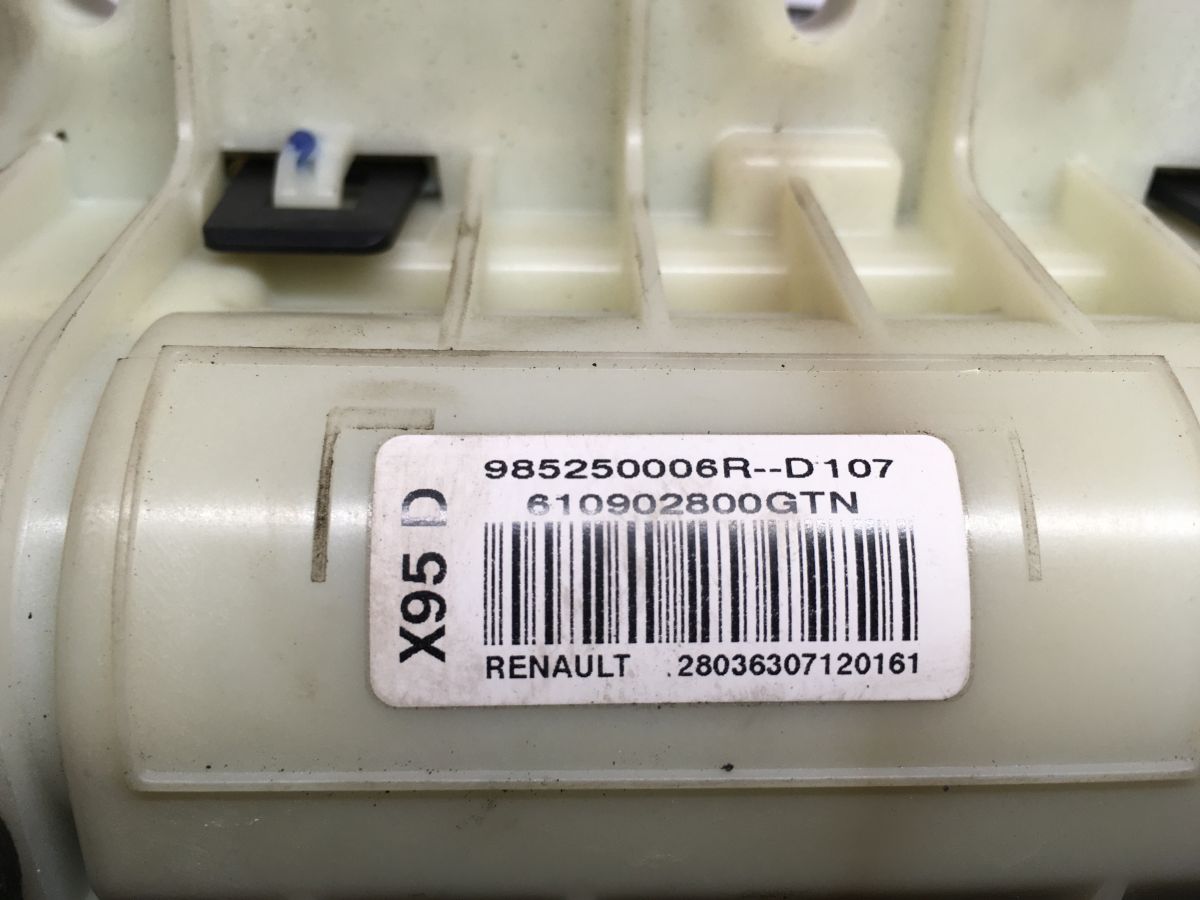 985250006R--D107
610902800GTN
X95 D
RENAULT .28036307120161